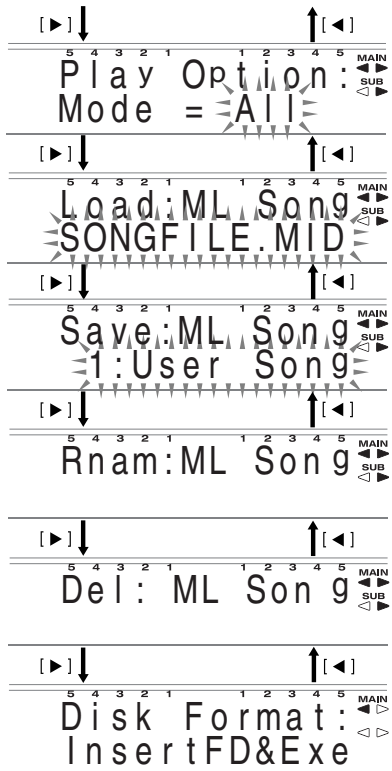 [►] [◄]
5 4 3 2 1 1 2 3 4 5 MAIN
Play Option: ◄ ►
SUB
Mode = All ◁ ►
[►] [◄]
5 4 3 2 1 1 2 3 4 5 MAIN
Load:ML Song ◄ ►
SUB
SONGFILE.MID ◁ ►
[►] [◄]
5 4 3 2 1 1 2 3 4 5 MAIN
Save:ML Song ◄ ►
SUB
1:User Song ◁ ►
[►] [◄]
5 4 3 2 1 1 2 3 4 5 MAIN
Rnam:ML Song ◄ ►
SUB
◁ ►
[►] [◄]
5 4 3 2 1 1 2 3 4 5 MAIN
Del: ML Song ◄ ►
SUB
◁ ►
[►] [◄]
5 4 3 2 1 1 2 3 4 5 MAIN
Disk Format: ◄ ▷
InsertFD&Exe ◁ ▷